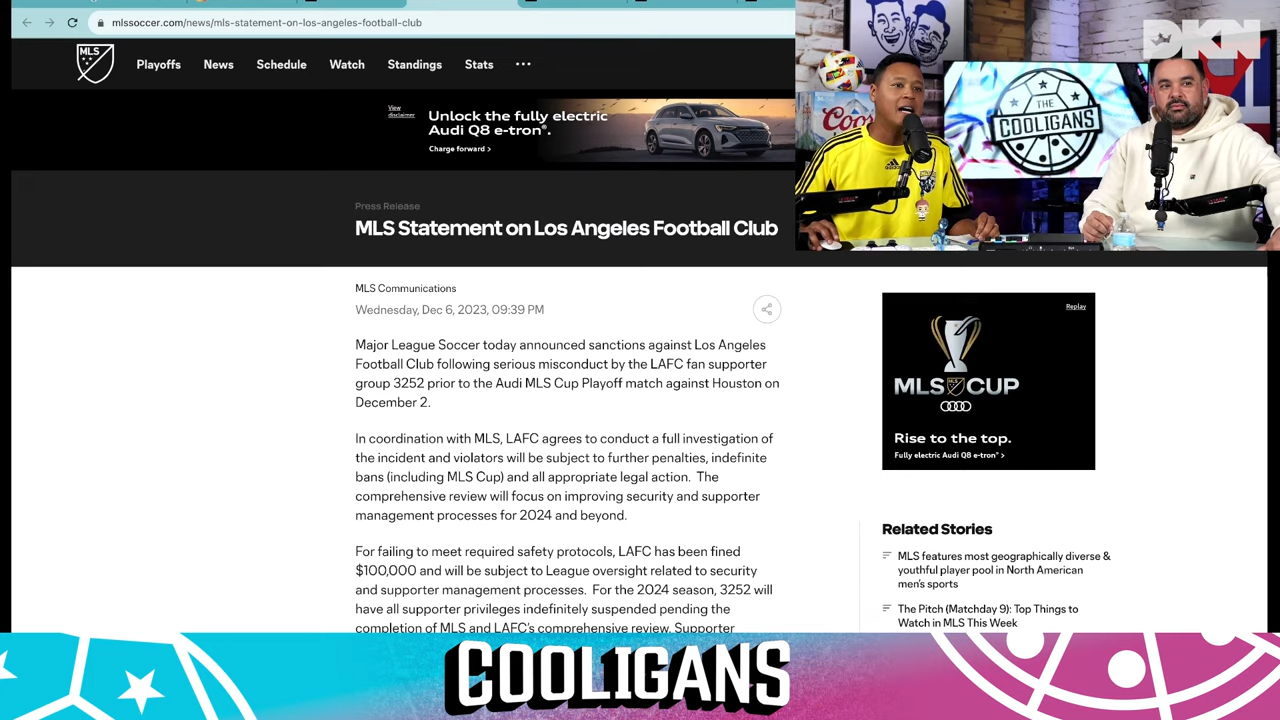 mlssoccer.com/news/mls-statement-on-los-angeles-football-club
MLS
Playoffs News Schedule Watch Standings Stats
View
disclaimer
Unlock the fully electric
Audi Q8 e-tron®.
Charge forward >
DKN
Coors
THE
COOLIGANS
adidas
Press Release
MLS Statement on Los Angeles Football Club
MLS Communications
Wednesday, Dec 6, 2023, 09:39 PM
Major League Soccer today announced sanctions against Los Angeles
Football Club following serious misconduct by the LAFC fan supporter
group 3252 prior to the Audi MLS Cup Playoff match against Houston on
December 2.
In coordination with MLS, LAFC agrees to conduct a full investigation of
the incident and violators will be subject to further penalties, indefinite
bans (including MLS Cup) and all appropriate legal action. The
comprehensive review will focus on improving security and supporter
management processes for 2024 and beyond.
For failing to meet required safety protocols, LAFC has been fined
$100,000 and will be subject to League oversight related to security
and supporter management processes. For the 2024 season, 3252 will
have all supporter privileges indefinitely suspended pending the
completion of MLS and LAFC's comprehensive review. Supporter
Replay
MLS CUP
Rise to the top.
Fully electric Audi Q8 e-tron® >
Related Stories
MLS features most geographically diverse &
youthful player pool in North American
men's sports
The Pitch (Matchday 9): Top Things to
Watch in MLS This Week
COOLIGANS